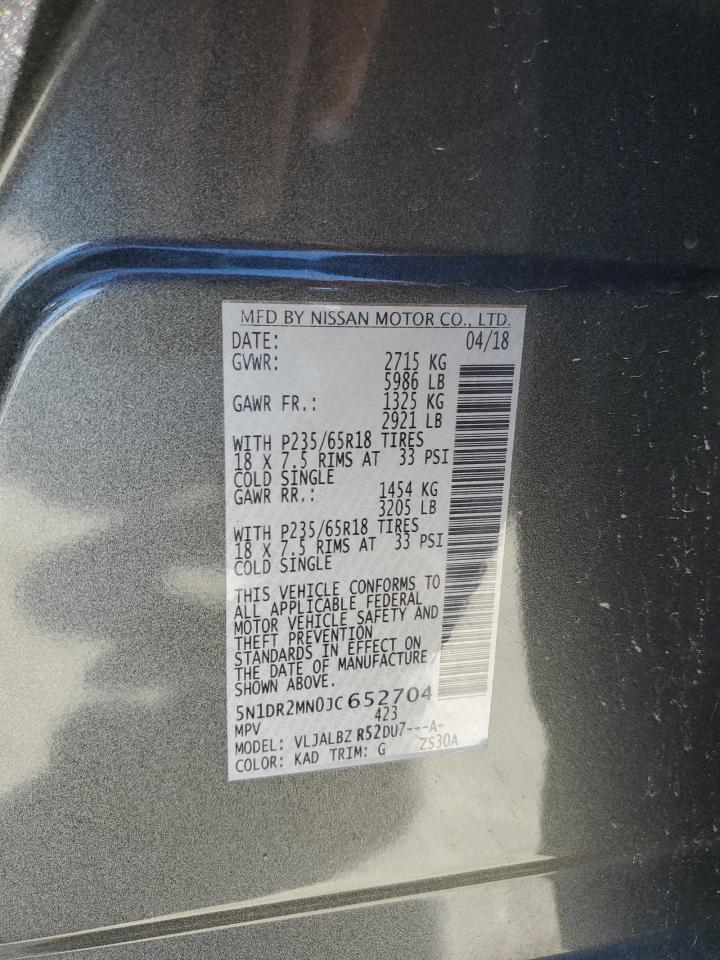 MFD BY NISSAN MOTOR CO., LTD.
DATE: 04/18
GVWR: 2715 KG
5986 LB
GAWR FR.: 1325 KG
2921 LB
WITH P235/65R18 TIRES
18 X 7.5 RIMS AT 33 PSI
COLD SINGLE
GAWR RR.: 1454 KG
3205 LB
WITH P235/65R18 TIRES
18 X 7.5 RIMS AT 33 PSI
COLD SINGLE
THIS VEHICLE CONFORMS TO
ALL APPLICABLE FEDERAL
MOTOR VEHICLE SAFETY AND
THEFT PREVENTION
STANDARDS IN EFFECT ON
THE DATE OF MANUFACTURE
SHOWN ABOVE.
5N1DR2MN0JC652704
MPV 423
MODEL: VLJALBZ R52DU7---A-
COLOR: KAD TRIM: G ZS30A